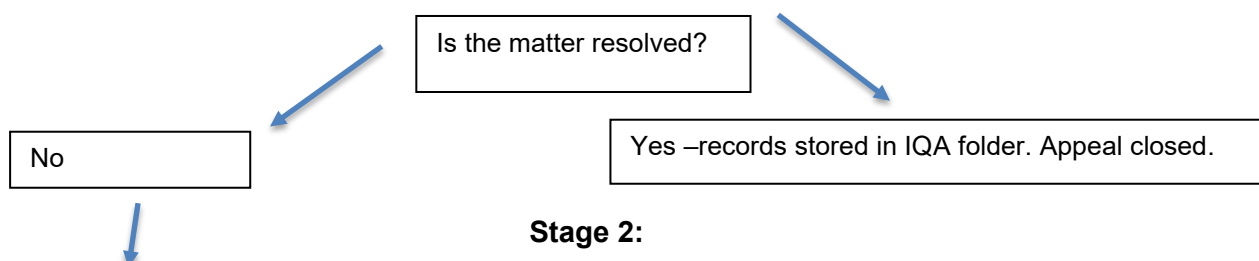 Is the matter resolved?
No
Yes –records stored in IQA folder. Appeal closed.
Stage 2: